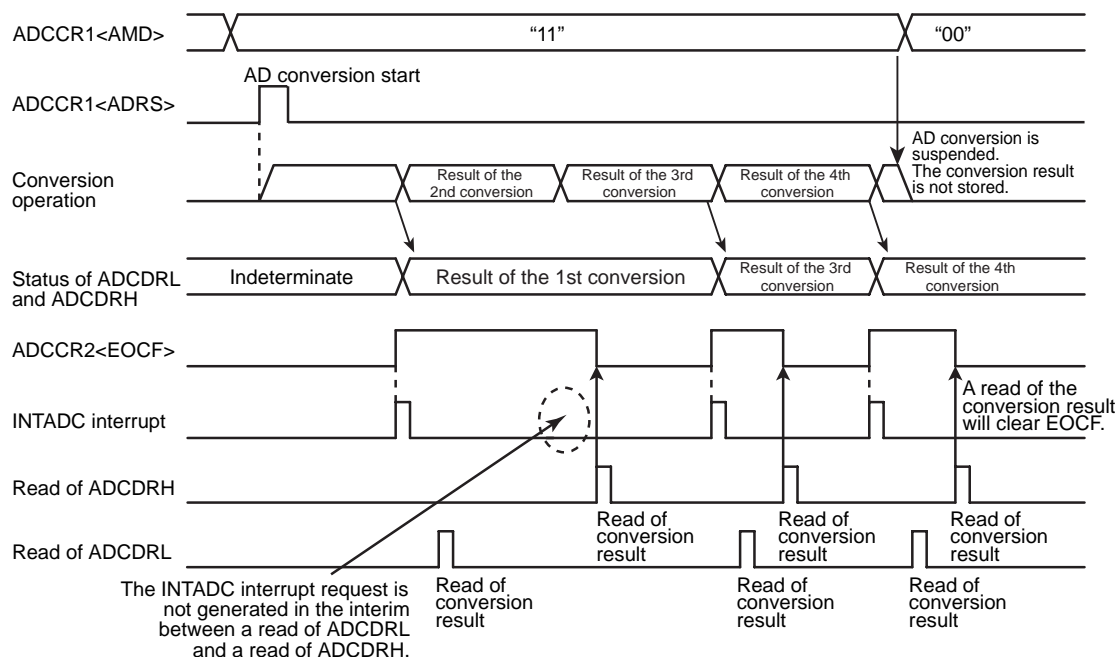 ADCCR1<AMD>
“11”
“00”
AD conversion start
ADCCR1<ADRS>
AD conversion is
suspended.
The conversion result
is not stored.
Conversion
operation
Result of the
2nd conversion
Result of the 3rd
conversion
Result of the 4th
conversion
Status of ADCDRL
and ADCDRH
Indeterminate
Result of the 1st conversion
Result of the 3rd
conversion
Result of the 4th
conversion
ADCCR2<EOCF>
A read of the
conversion result
will clear EOCF.
INTADC interrupt
Read of ADCDRH
Read of
conversion
result
Read of
conversion
result
Read of
conversion
result
Read of ADCDRL
Read of
conversion
result
Read of
conversion
result
Read of
conversion
result
The INTADC interrupt request is
not generated in the interim
between a read of ADCDRL
and a read of ADCDRH.